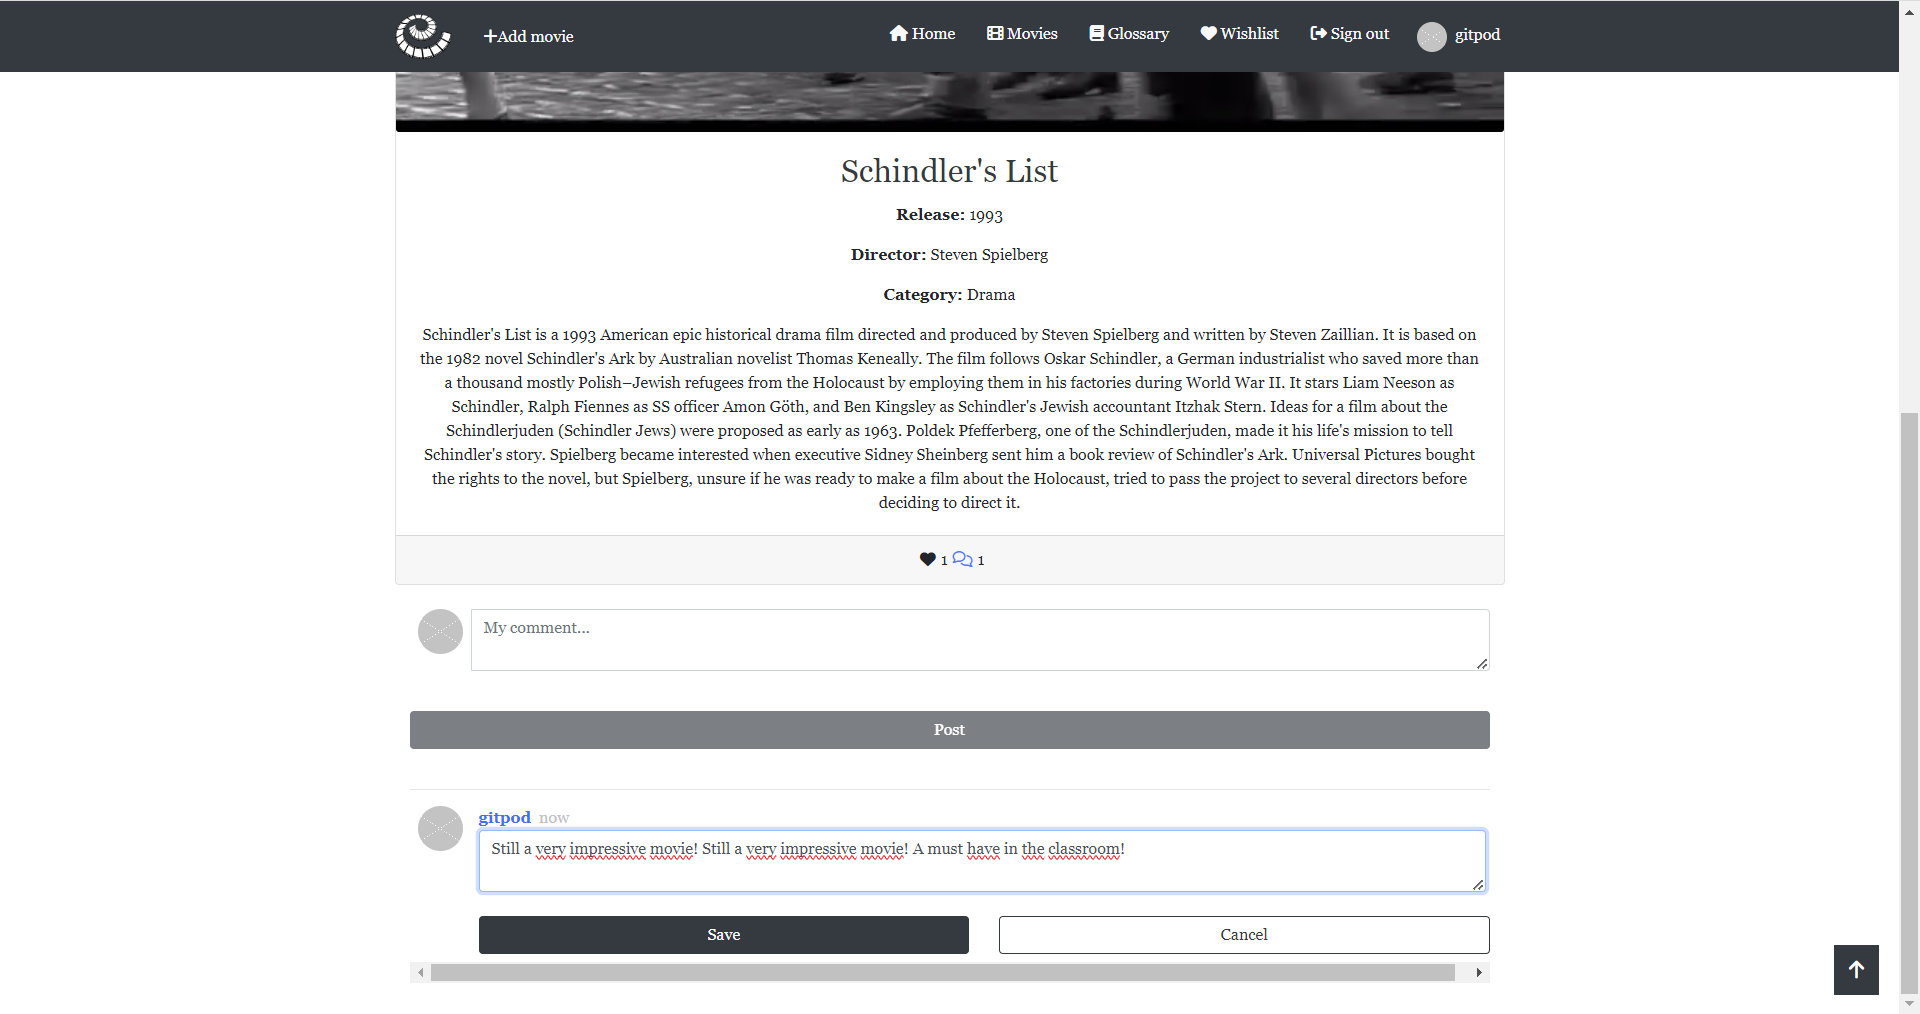 Add movie
Home
Movies
Glossary
Wishlist
Sign out
gitpod
Schindler's List
Release: 1993
Director: Steven Spielberg
Category: Drama
Schindler's List is a 1993 American epic historical drama film directed and produced by Steven Spielberg and written by Steven Zaillian. It is based on
the 1982 novel Schindler's Ark by Australian novelist Thomas Keneally. The film follows Oskar Schindler, a German industrialist who saved more than
a thousand mostly Polish–Jewish refugees from the Holocaust by employing them in his factories during World War II. It stars Liam Neeson as
Schindler, Ralph Fiennes as SS officer Amon Göth, and Ben Kingsley as Schindler's Jewish accountant Itzhak Stern. Ideas for a film about the
Schindlerjuden (Schindler Jews) were proposed as early as 1963. Poldek Pfefferberg, one of the Schindlerjuden, made it his life's mission to tell
Schindler's story. Spielberg became interested when executive Sidney Sheinberg sent him a book review of Schindler's Ark. Universal Pictures bought
the rights to the novel, but Spielberg, unsure if he was ready to make a film about the Holocaust, tried to pass the project to several directors before
deciding to direct it.
1 1
My comment...
Post
gitpod now
Still a very impressive movie! Still a very impressive movie! A must have in the classroom!
Save
Cancel